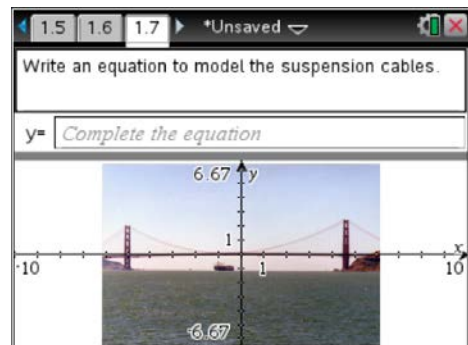 1.5 1.6 1.7 *Unsaved
Write an equation to model the suspension cables.
y= Complete the equation
6.67 y
1
x
-10 1 10
-6.67